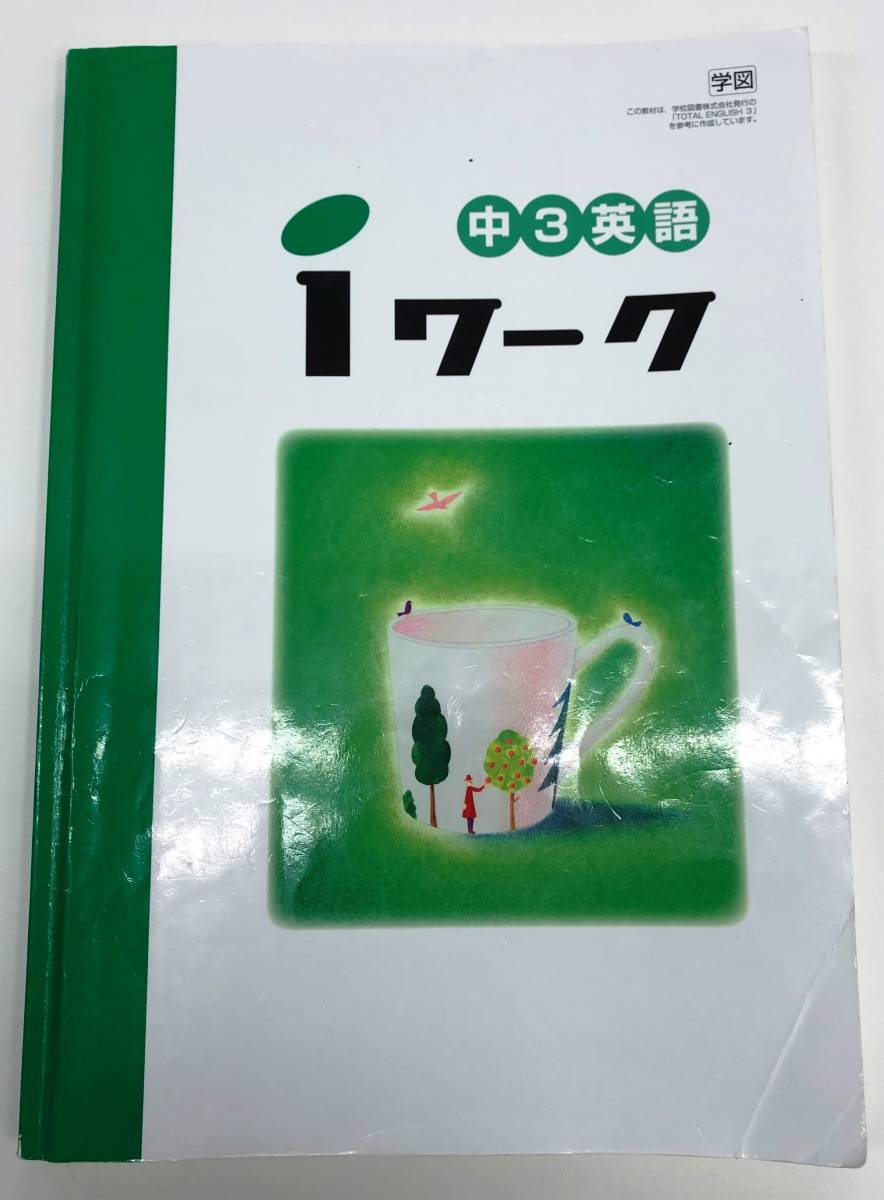 学図
この教材は、学校図書株式会社発行の
「TOTAL ENGLISH 3」
を参考に作成しています。
中3英語
iワーク